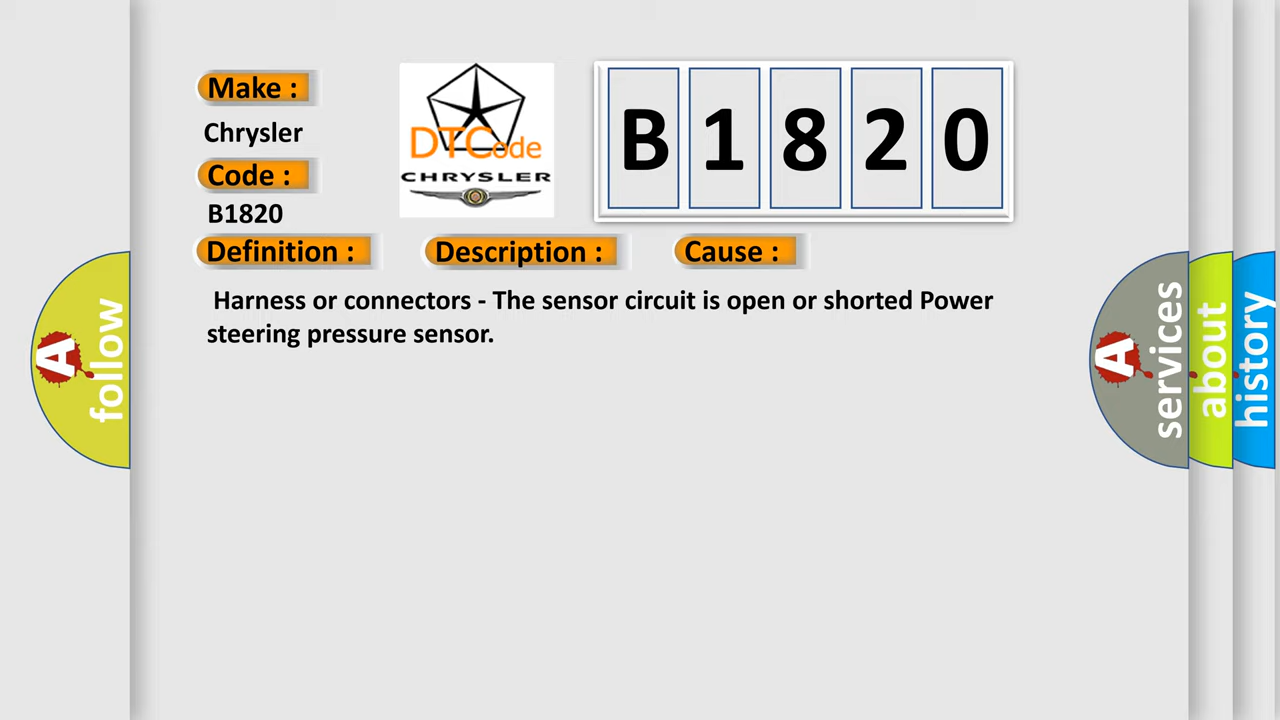 Make :
Chrysler
Code :
B1820
DTCode
CHRYSLER
B 1 8 2 0
Definition :
Description :
Cause :
Harness or connectors - The sensor circuit is open or shorted Power
steering pressure sensor.
A follow
A services
about
history